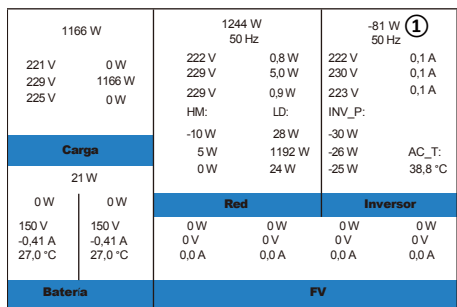 1166 W
221 V 0 W
229 V 1166 W
225 V 0 W
Carga
1244 W
50 Hz
222 V 0,8 W
229 V 5,0 W
229 V 0,9 W
HM: LD:
-10 W 28 W
5 W 1192 W
0 W 24 W
Red
-81 W ①
50 Hz
222 V 0,1 A
230 V 0,1 A
223 V 0,1 A
INV_P:
-30 W
-26 W AC_T:
-25 W 38,8 °C
Inversor
21 W
0 W 0 W
150 V 150 V
-0,41 A -0,41 A
27,0 °C 27,0 °C
Batería
0 W 0 W 0 W 0 W
0 V 0 V 0 V 0 V
0,0 A 0,0 A 0,0 A 0,0 A
FV